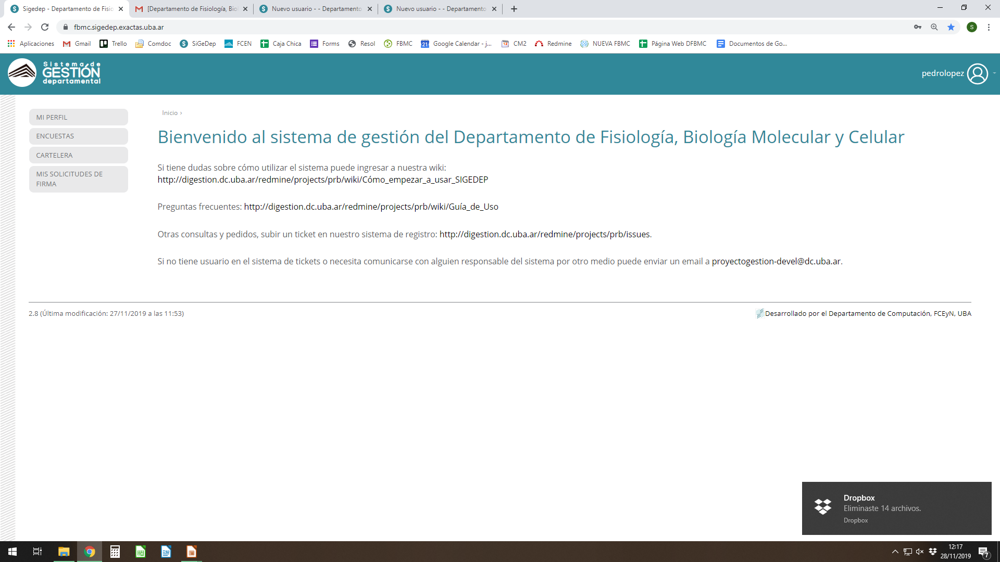 Sigedep - Departamento de Fisio
[Departamento de Fisiología, Bio
Nuevo usuario - - Departamento
Nuevo usuario - - Departamento
fbmc.sigedep.exactas.uba.ar
S
Aplicaciones
Gmail
Trello
Comdoc
SiGeDep
FCEN
Caja Chica
Forms
Resol
FBMC
Google Calendar - j...
CM2
Redmine
NUEVA FBMC
Página Web DFBMC
Documentos de Go...
Sistema de
GESTIÓN
departamental
pedrolopez
MI PERFIL
ENCUESTAS
CARTELERA
MIS SOLICITUDES DE
FIRMA
Inicio ›
Bienvenido al sistema de gestión del Departamento de Fisiología, Biología Molecular y Celular
Si tiene dudas sobre cómo utilizar el sistema puede ingresar a nuestra wiki:
http://digestion.dc.uba.ar/redmine/projects/prb/wiki/Cómo_empezar_a_usar_SIGEDEP
Preguntas frecuentes: http://digestion.dc.uba.ar/redmine/projects/prb/wiki/Guía_de_Uso
Otras consultas y pedidos, subir un ticket en nuestro sistema de registro: http://digestion.dc.uba.ar/redmine/projects/prb/issues.
Si no tiene usuario en el sistema de tickets o necesita comunicarse con alguien responsable del sistema por otro medio puede enviar un email a proyectogestion-devel@dc.uba.ar.
2.8 (Última modificación: 27/11/2019 a las 11:53)
Desarrollado por el Departamento de Computación, FCEyN, UBA
Dropbox
Eliminaste 14 archivos.
Dropbox
12:17
28/11/2019
7